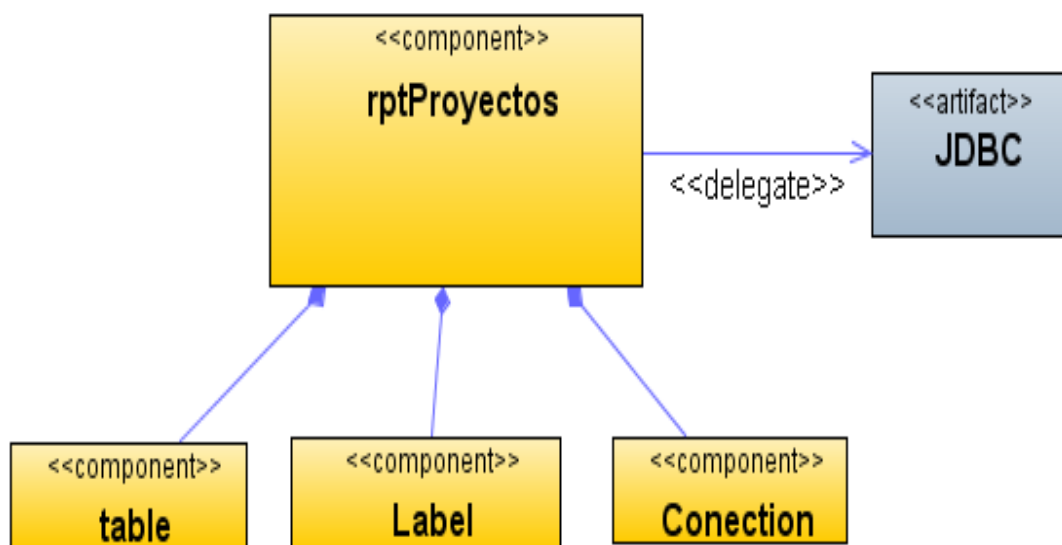 <<component>>
rptProyectos
<<artifact>>
JDBC
<<delegate>>
<<component>>
table
<<component>>
Label
<<component>>
Conection